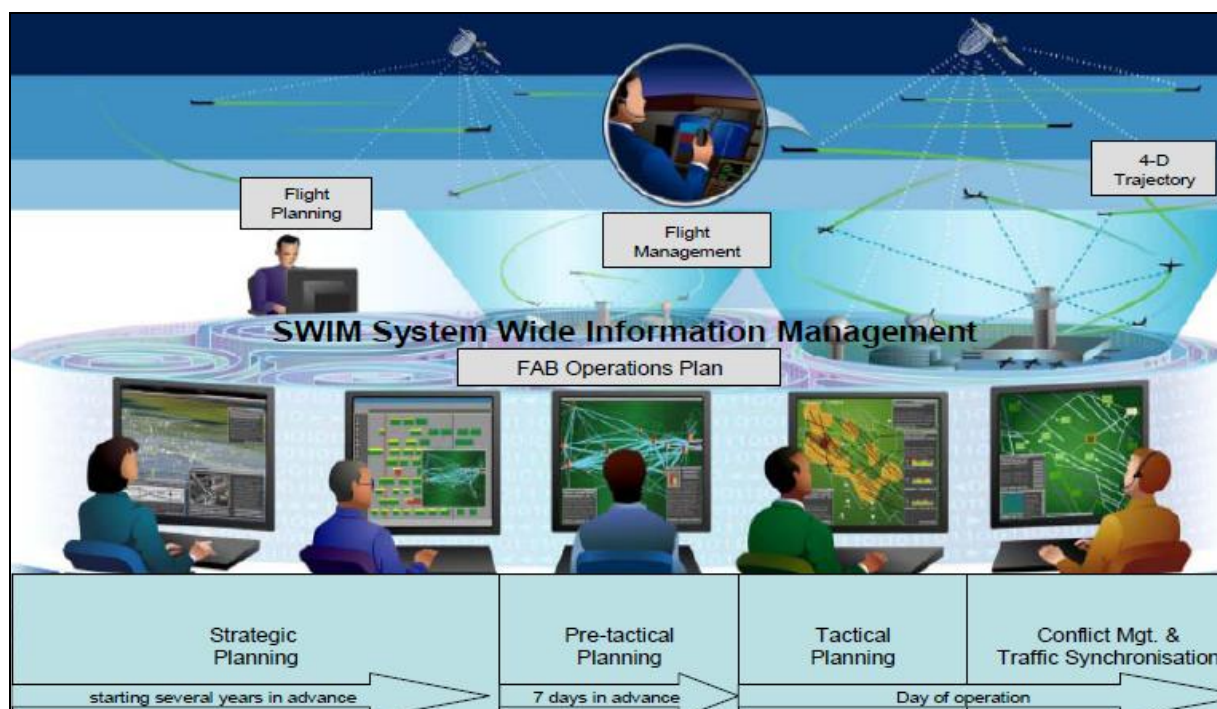 Flight
Planning
Flight
Management
4-D
Trajectory
SWIM System Wide Information Management
FAB Operations Plan
Strategic
Planning
Pre-tactical
Planning
Tactical
Planning
Conflict Mgt. &
Traffic Synchronisation
starting several years in advance
7 days in advance
Day of operation